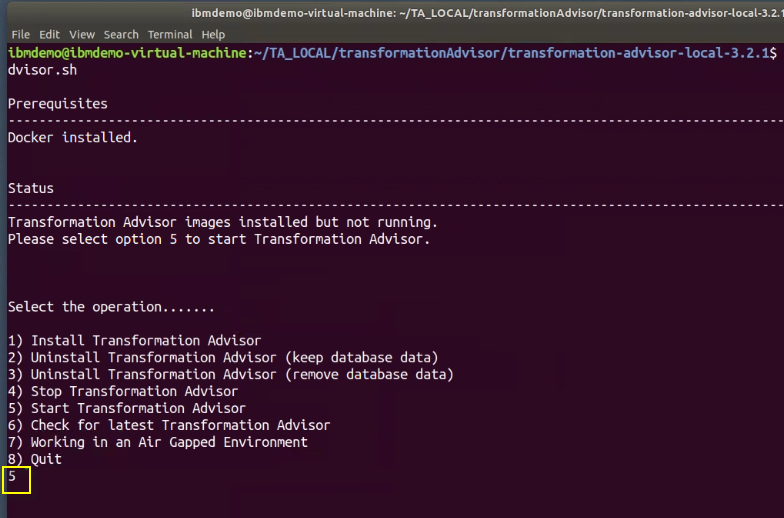 ibmdemo@ibmdemo-virtual-machine: ~/TA_LOCAL/transformationAdvisor/transformation-advisor-local-3.2.1
File Edit View Search Terminal Help
ibmdemo@ibmdemo-virtual-machine:~/TA_LOCAL/transformationAdvisor/transformation-advisor-local-3.2.1$
dvisor.sh
Prerequisites
----------------------------------------------------------------------------------------------------
Docker installed.
Status
----------------------------------------------------------------------------------------------------
Transformation Advisor images installed but not running.
Please select option 5 to start Transformation Advisor.
Select the operation.......
1) Install Transformation Advisor
2) Uninstall Transformation Advisor (keep database data)
3) Uninstall Transformation Advisor (remove database data)
4) Stop Transformation Advisor
5) Start Transformation Advisor
6) Check for latest Transformation Advisor
7) Working in an Air Gapped Environment
8) Quit
5